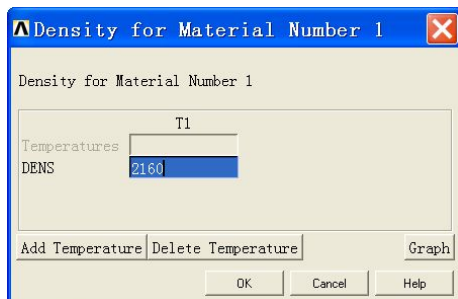 Density for Material Number 1
Density for Material Number 1
T1
Temperatures
DENS 2160
Add Temperature Delete Temperature Graph
OK Cancel Help